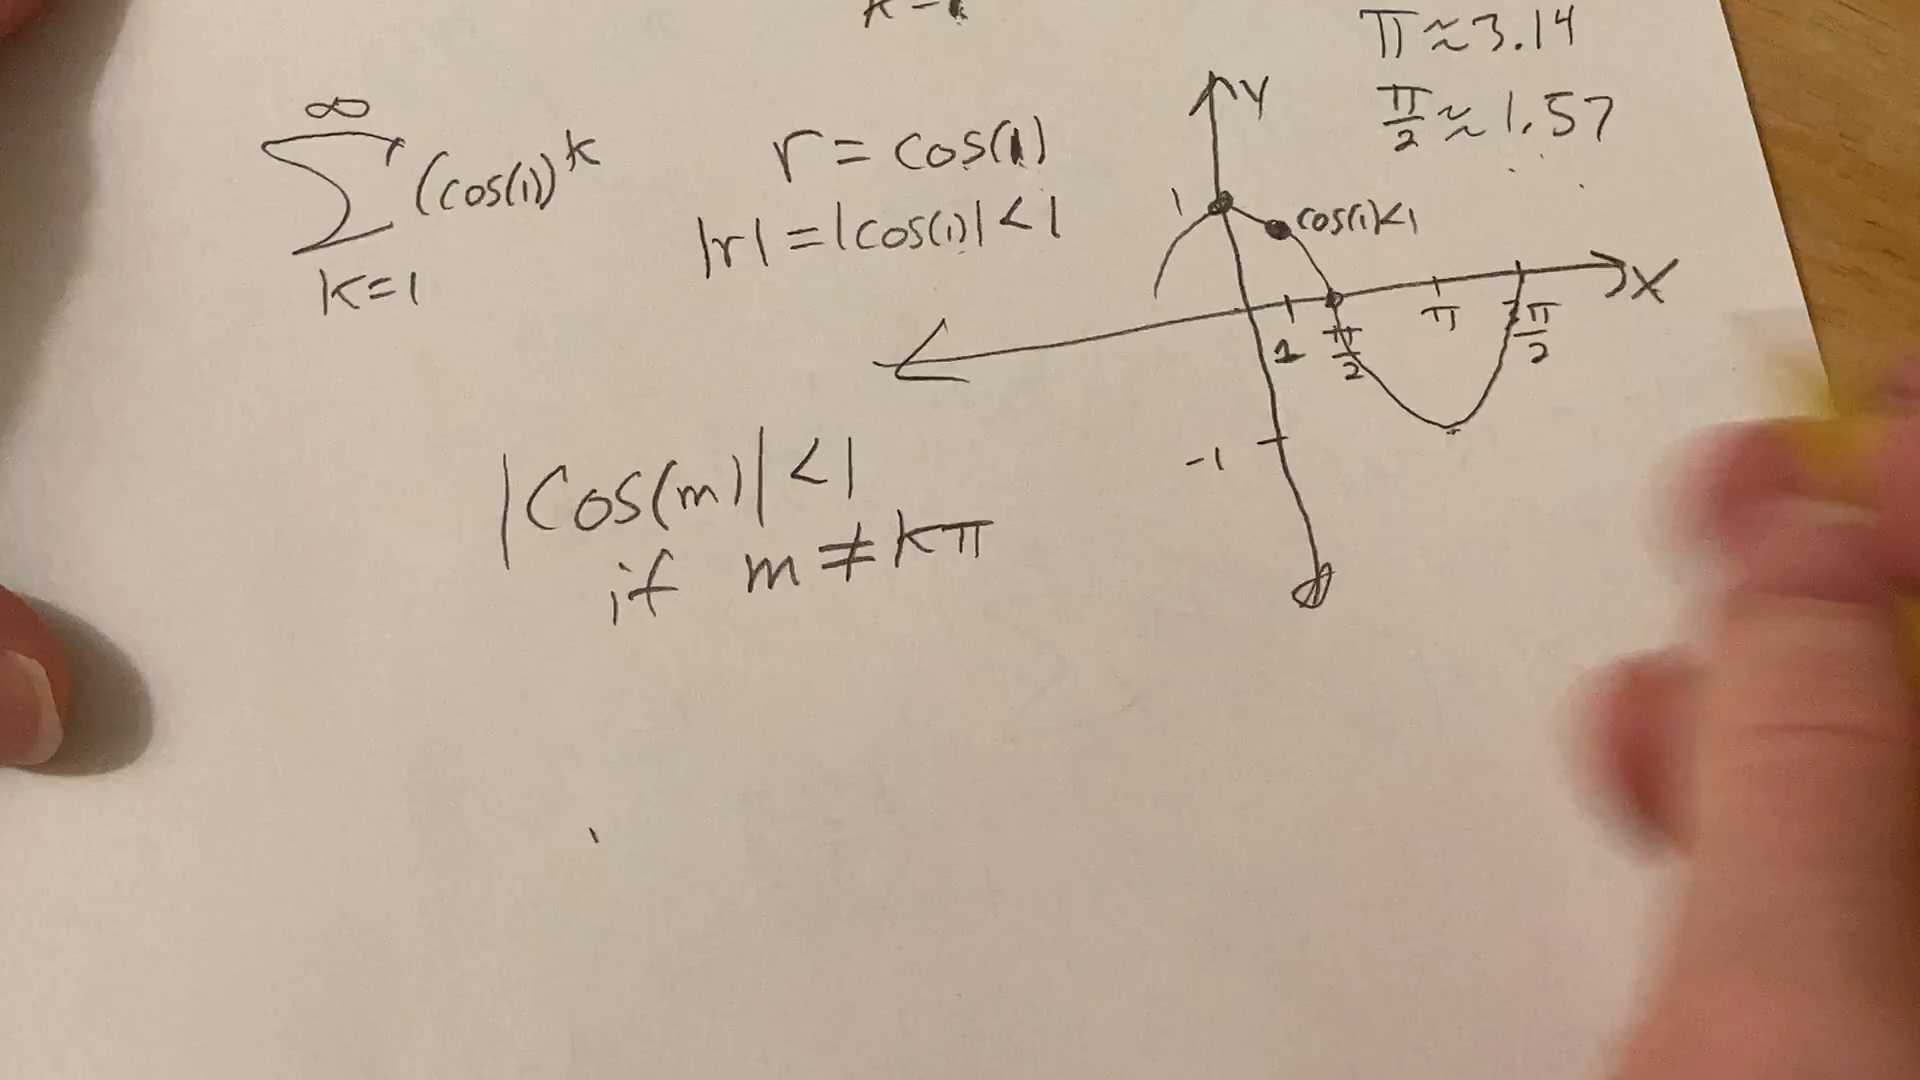 π≈3.14
π/2≈1.57
∞
∑ (cos(1))^k
k=1
r=cos(1)
|r|=|cos(1)|<1
Y
1
cos(1)<1
X
1
π/2
π
3π/2
-1
|Cos(m)|<1
if m≠kπ